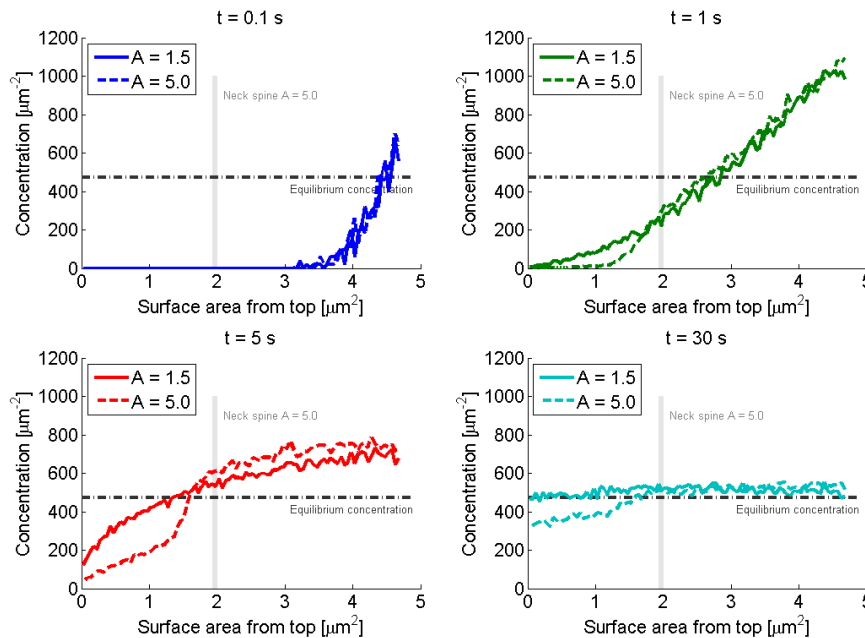 t = 0.1 s
1200
1000
800
600
400
200
0
Concentration [μm⁻²]
A = 1.5
A = 5.0
Neck spine A = 5.0
Equilibrium concentration
0 1 2 3 4 5
Surface area from top [μm²]
t = 1 s
1200
1000
800
600
400
200
0
Concentration [μm⁻²]
A = 1.5
A = 5.0
Neck spine A = 5.0
Equilibrium concentration
0 1 2 3 4 5
Surface area from top [μm²]
t = 5 s
1200
1000
800
600
400
200
0
Concentration [μm⁻²]
A = 1.5
A = 5.0
Neck spine A = 5.0
Equilibrium concentration
0 1 2 3 4 5
Surface area from top [μm²]
t = 30 s
1200
1000
800
600
400
200
0
Concentration [μm⁻²]
A = 1.5
A = 5.0
Neck spine A = 5.0
Equilibrium concentration
0 1 2 3 4 5
Surface area from top [μm²]